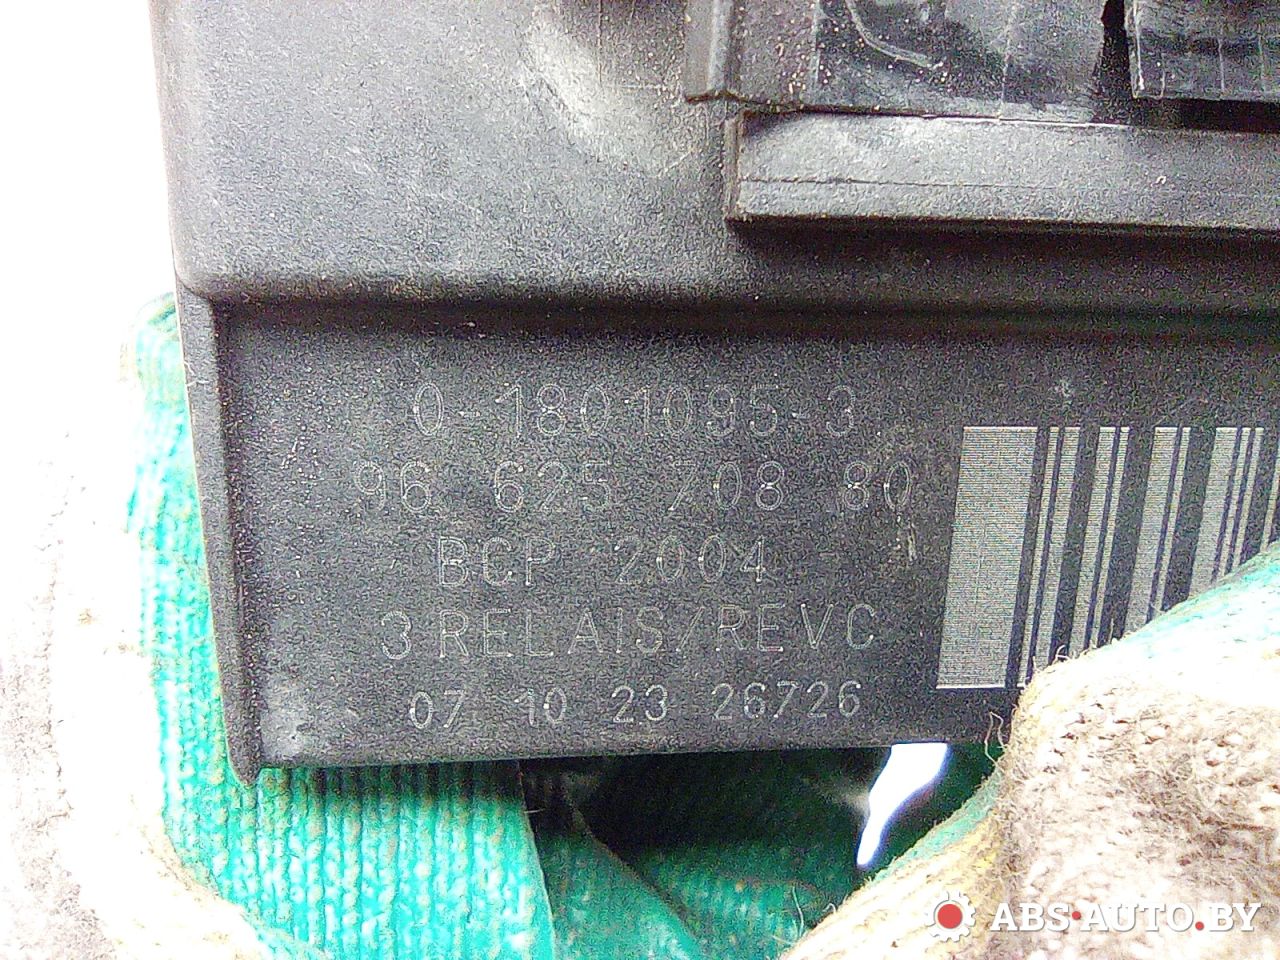 0-1801095-3
96 625 708 80
BCP 2004
3 RELAIS/REVC
07 10 23 26726
ABS-AUTO.BY